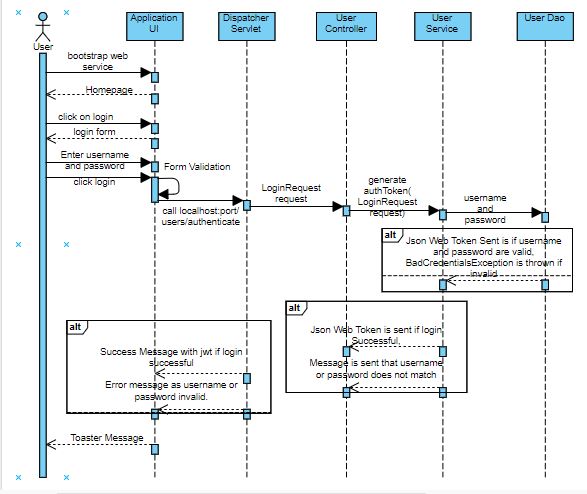 Application
UI
Dispatcher
Servlet
User
Controller
User
Service
User Dao
User
bootstrap web
service
Homepage
click on login
login form
Enter username
and password
click login
Form Validation
call localhost:port/
users/authenticate
LoginRequest
request
generate
authToken(
LoginRequest
request)
username
and
password
alt
Json Web Token Sent is if username
and password are valid,
BadCredentialsException is thrown if
invalid
alt
Json Web Token is sent if login
Successful,
Message is sent that username
or password does not match
alt
Success Message with jwt if login
successful
Error message as username or
password invalid.
Toaster Message